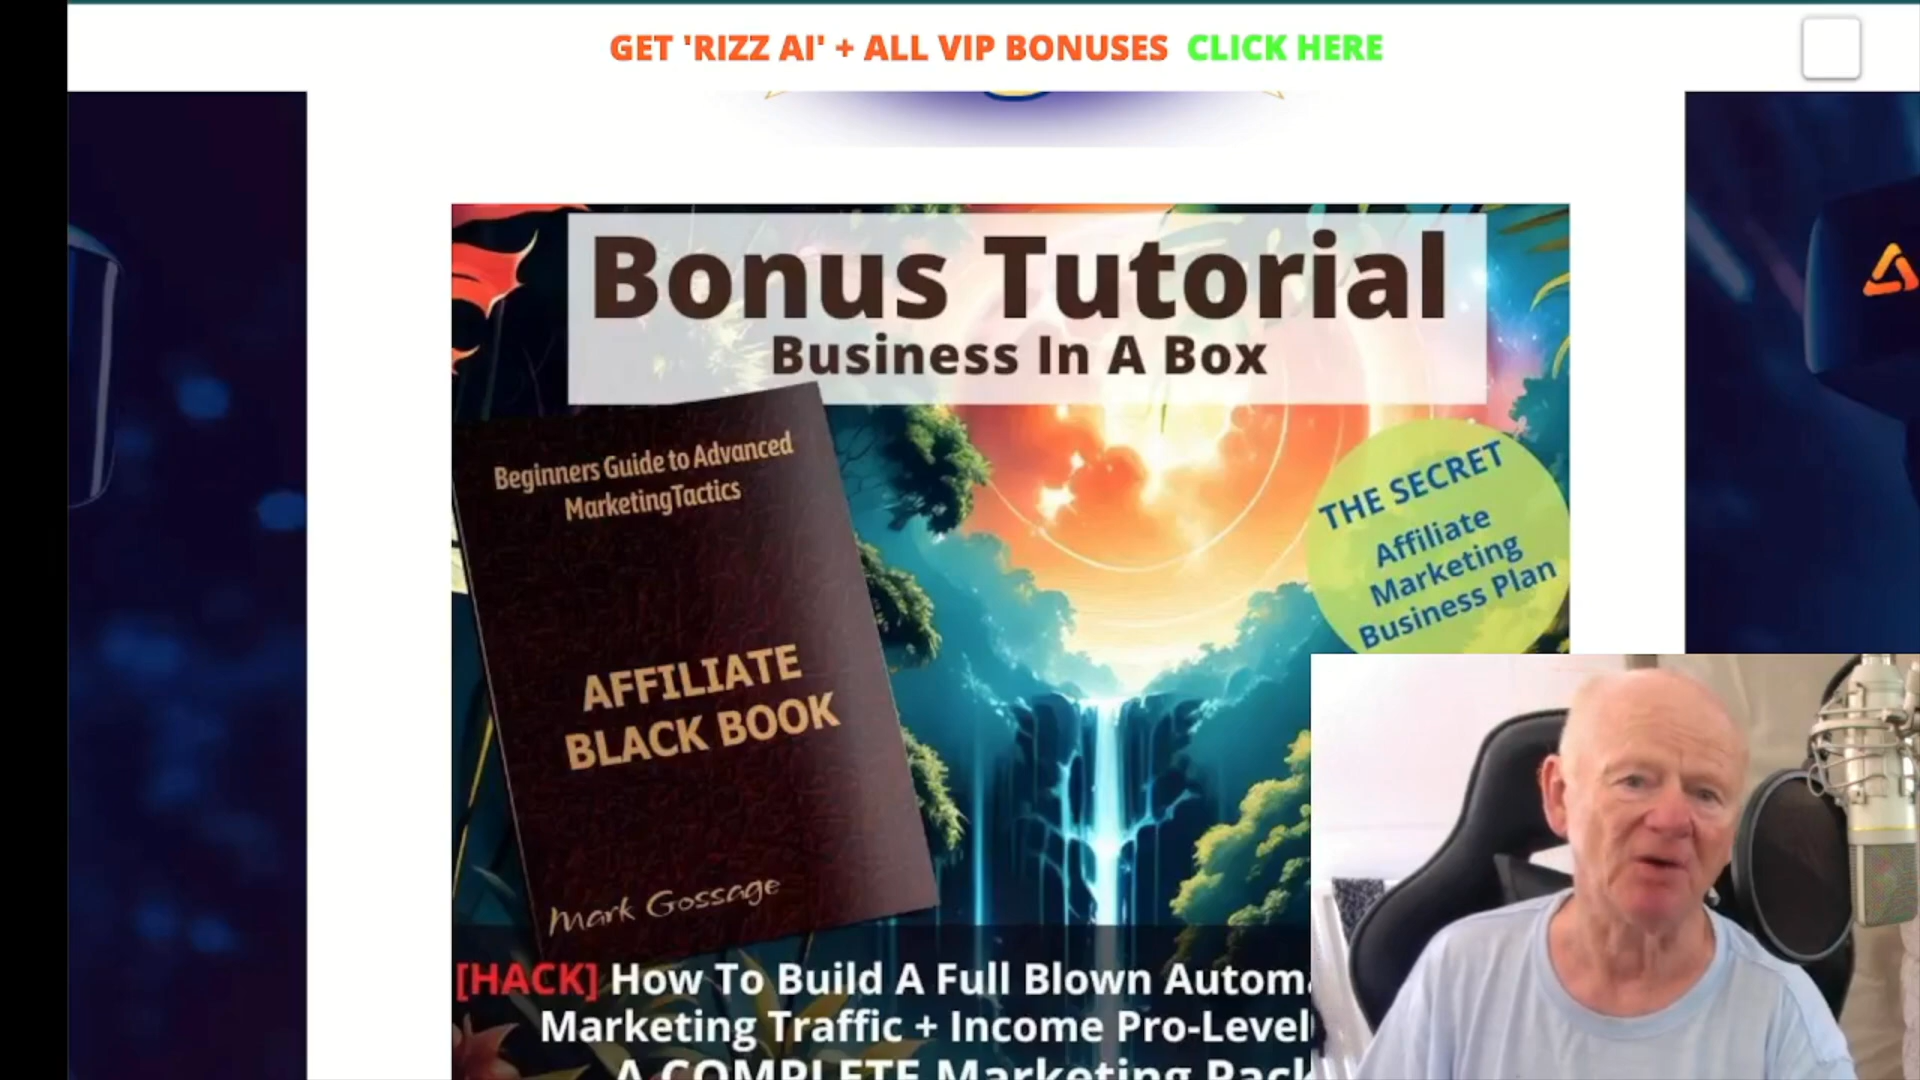 GET 'RIZZ AI' + ALL VIP BONUSES CLICK HERE
Bonus Tutorial
Business In A Box
Beginners Guide to Advanced
MarketingTactics
THE SECRET
Affiliate
Marketing
Business Plan
AFFILIATE
BLACK BOOK
Mark Gossage
[HACK] How To Build A Full Blown
Marketing Traffic + Income Pro-Level
A COMPLETE Marketing